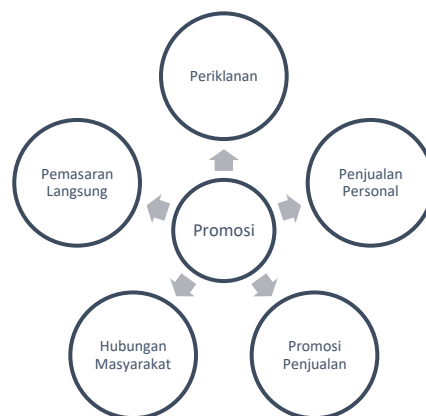 Periklanan
Pemasaran
Langsung
Penjualan
Personal
Promosi
Hubungan
Masyarakat
Promosi
Penjualan